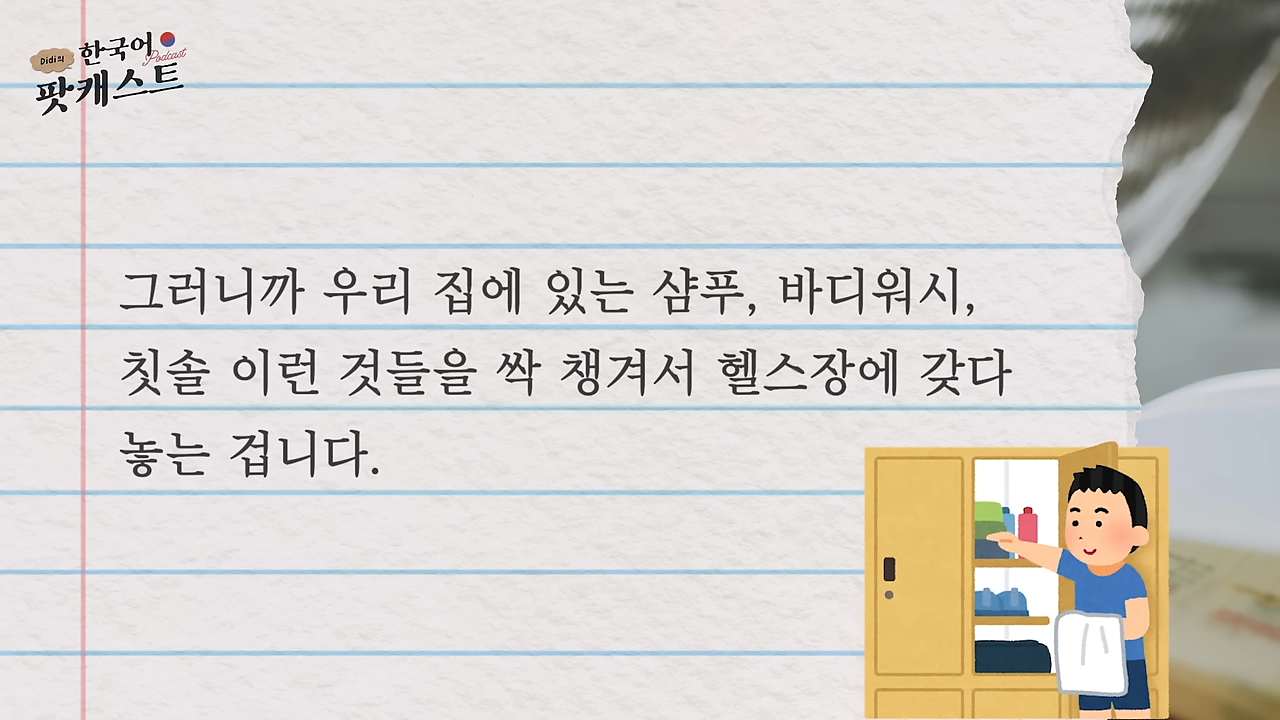 Didi의 한국어 Podcast
팟캐스트
그러니까 우리 집에 있는 샴푸, 바디워시,
칫솔 이런 것들을 싹 챙겨서 헬스장에 갖다
놓는 겁니다.